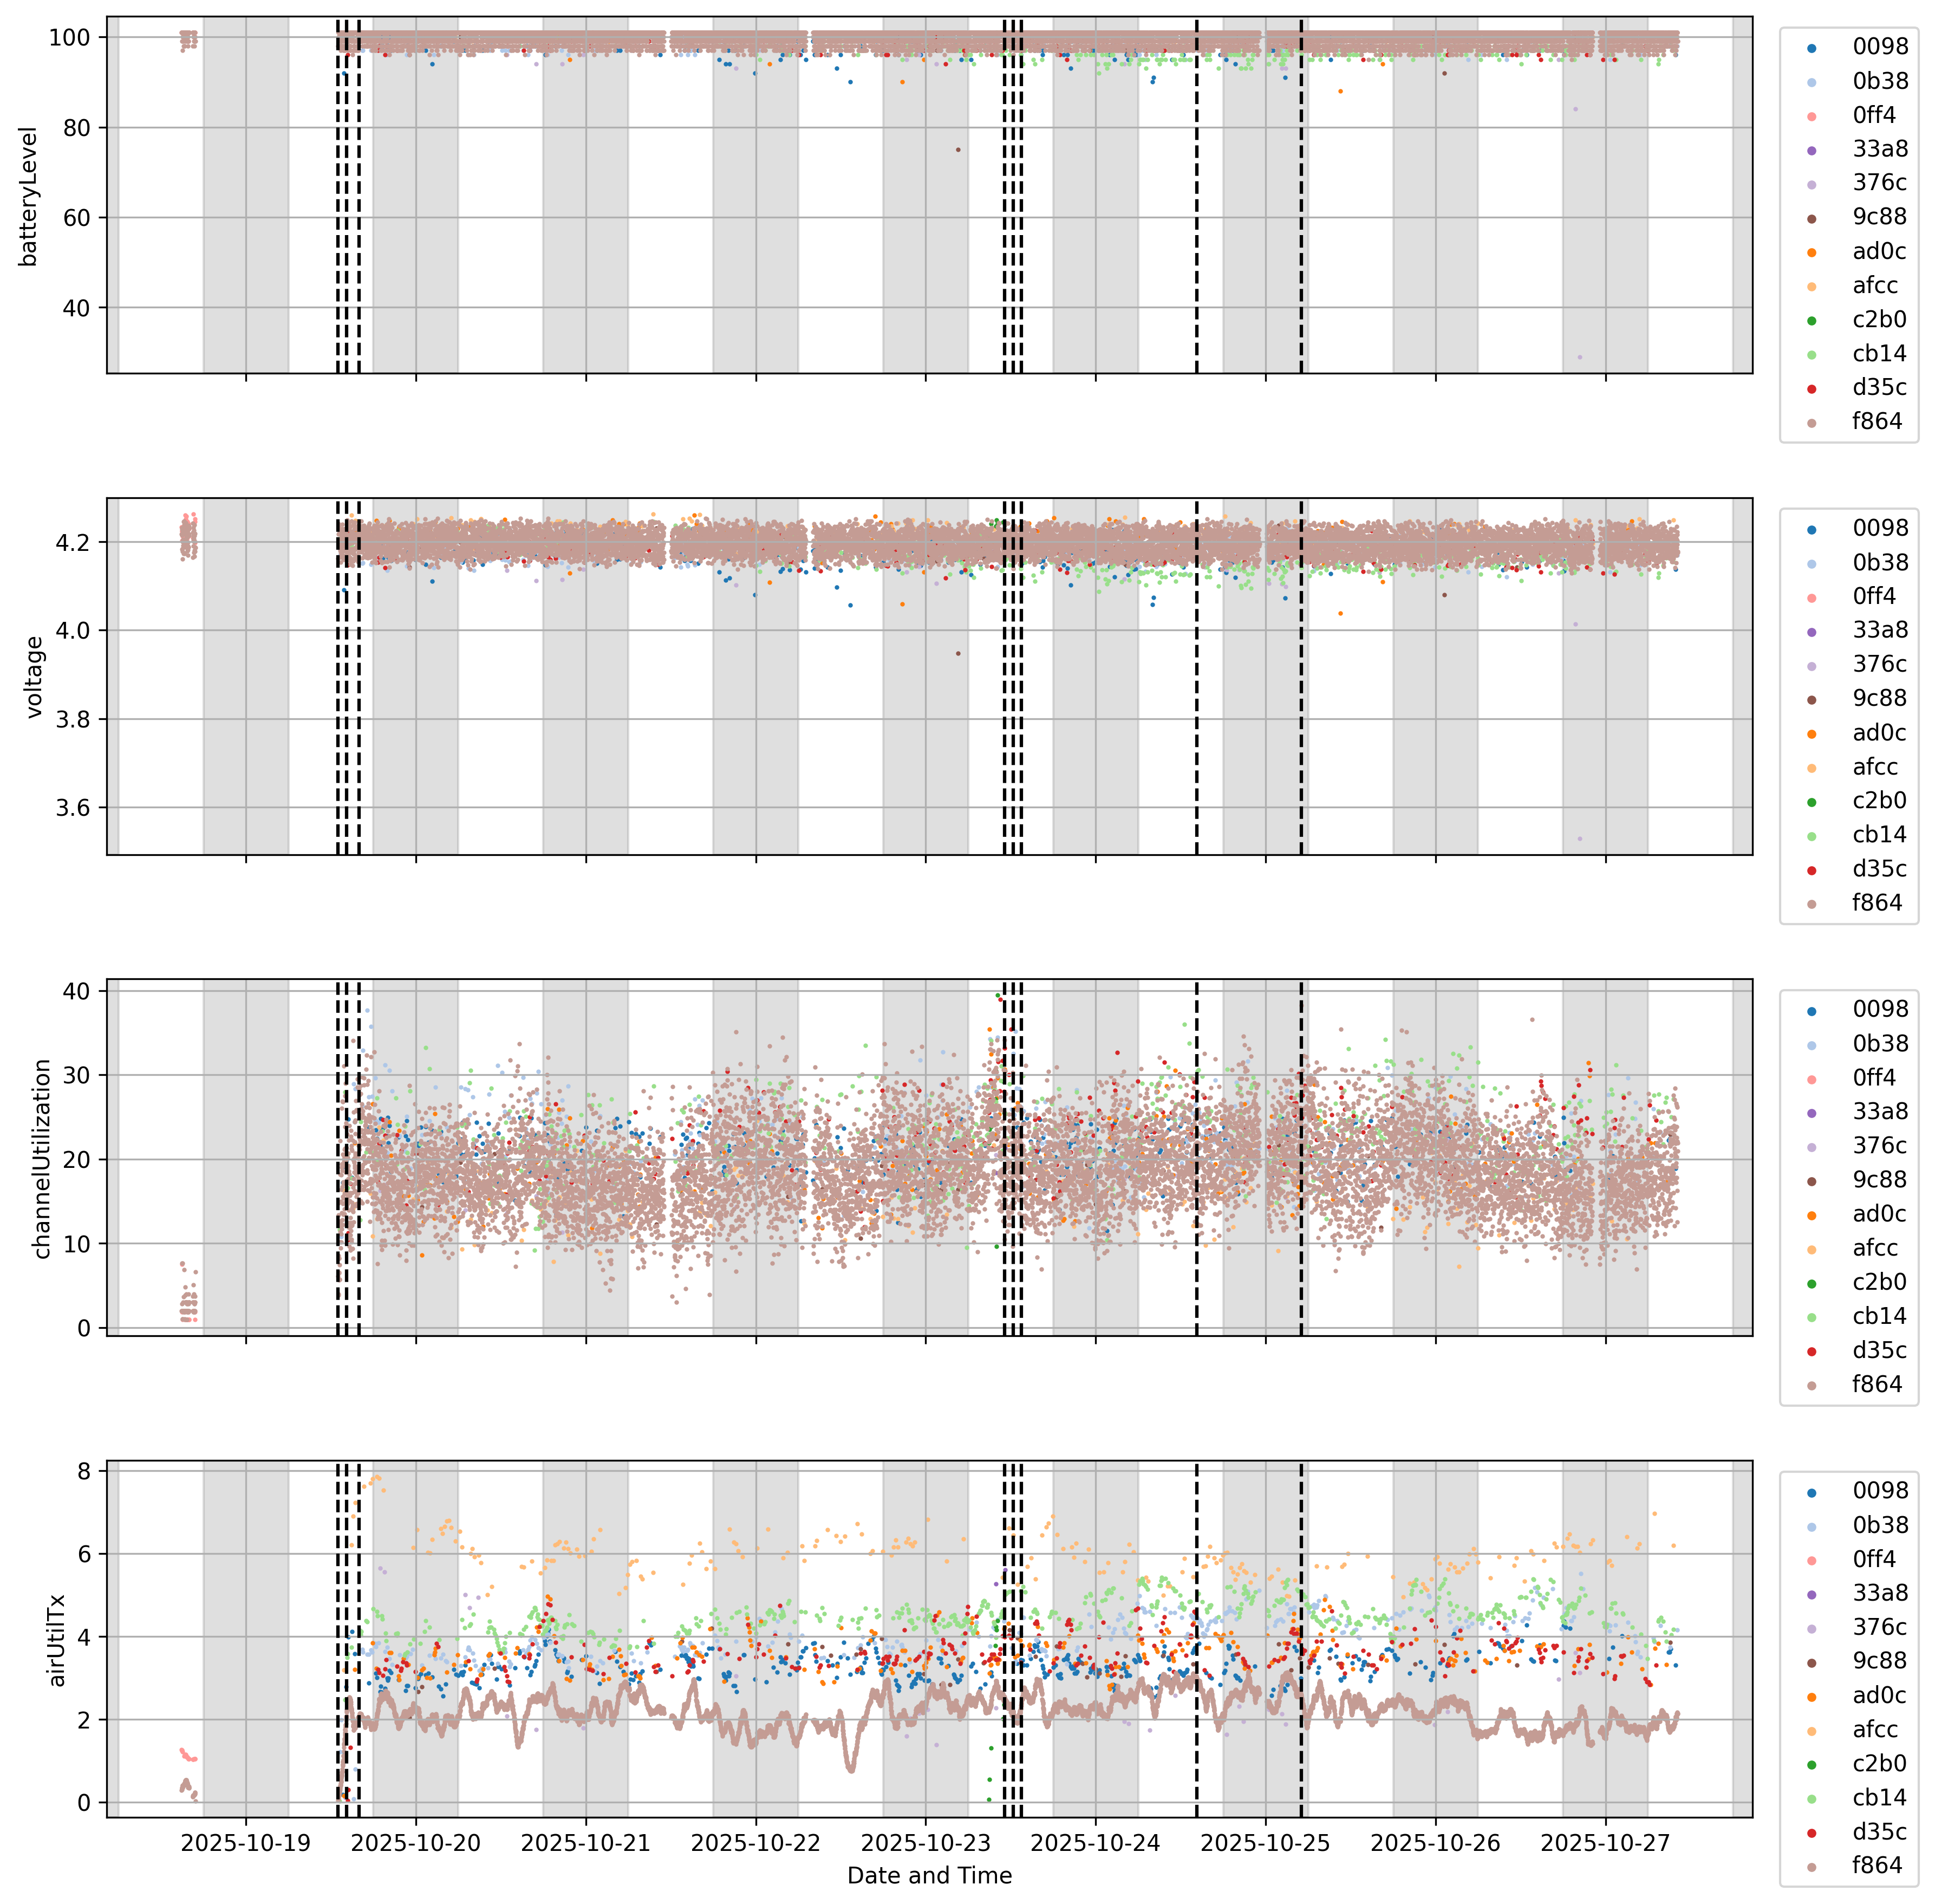 batteryLevel
100
80
60
40
0098
0b38
0ff4
33a8
376c
9c88
ad0c
afcc
c2b0
cb14
d35c
f864
voltage
4.2
4.0
3.8
3.6
0098
0b38
0ff4
33a8
376c
9c88
ad0c
afcc
c2b0
cb14
d35c
f864
channelUtilization
40
30
20
10
0
0098
0b38
0ff4
33a8
376c
9c88
ad0c
afcc
c2b0
cb14
d35c
f864
airUtilTx
8
6
4
2
0
0098
0b38
0ff4
33a8
376c
9c88
ad0c
afcc
c2b0
cb14
d35c
f864
2025-10-19 2025-10-20 2025-10-21 2025-10-22 2025-10-23 2025-10-24 2025-10-25 2025-10-26 2025-10-27
Date and Time